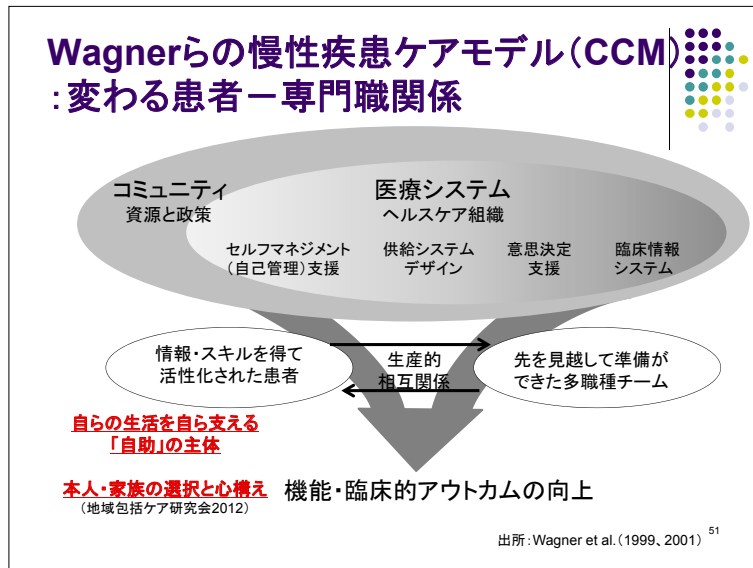 Wagnerらの慢性疾患ケアモデル（CCM）
：変わる患者－専門職関係
コミュニティ
資源と政策
医療システム
ヘルスケア組織
セルフマネジメント
（自己管理）支援
供給システム
デザイン
意思決定
支援
臨床情報
システム
情報・スキルを得て
活性化された患者
生産的
相互関係
先を見越して準備が
できた多職種チーム
自らの生活を自ら支える
「自助」の主体
本人・家族の選択と心構え
（地域包括ケア研究会2012）
機能・臨床的アウトカムの向上
出所：Wagner et al.（1999、2001）
51